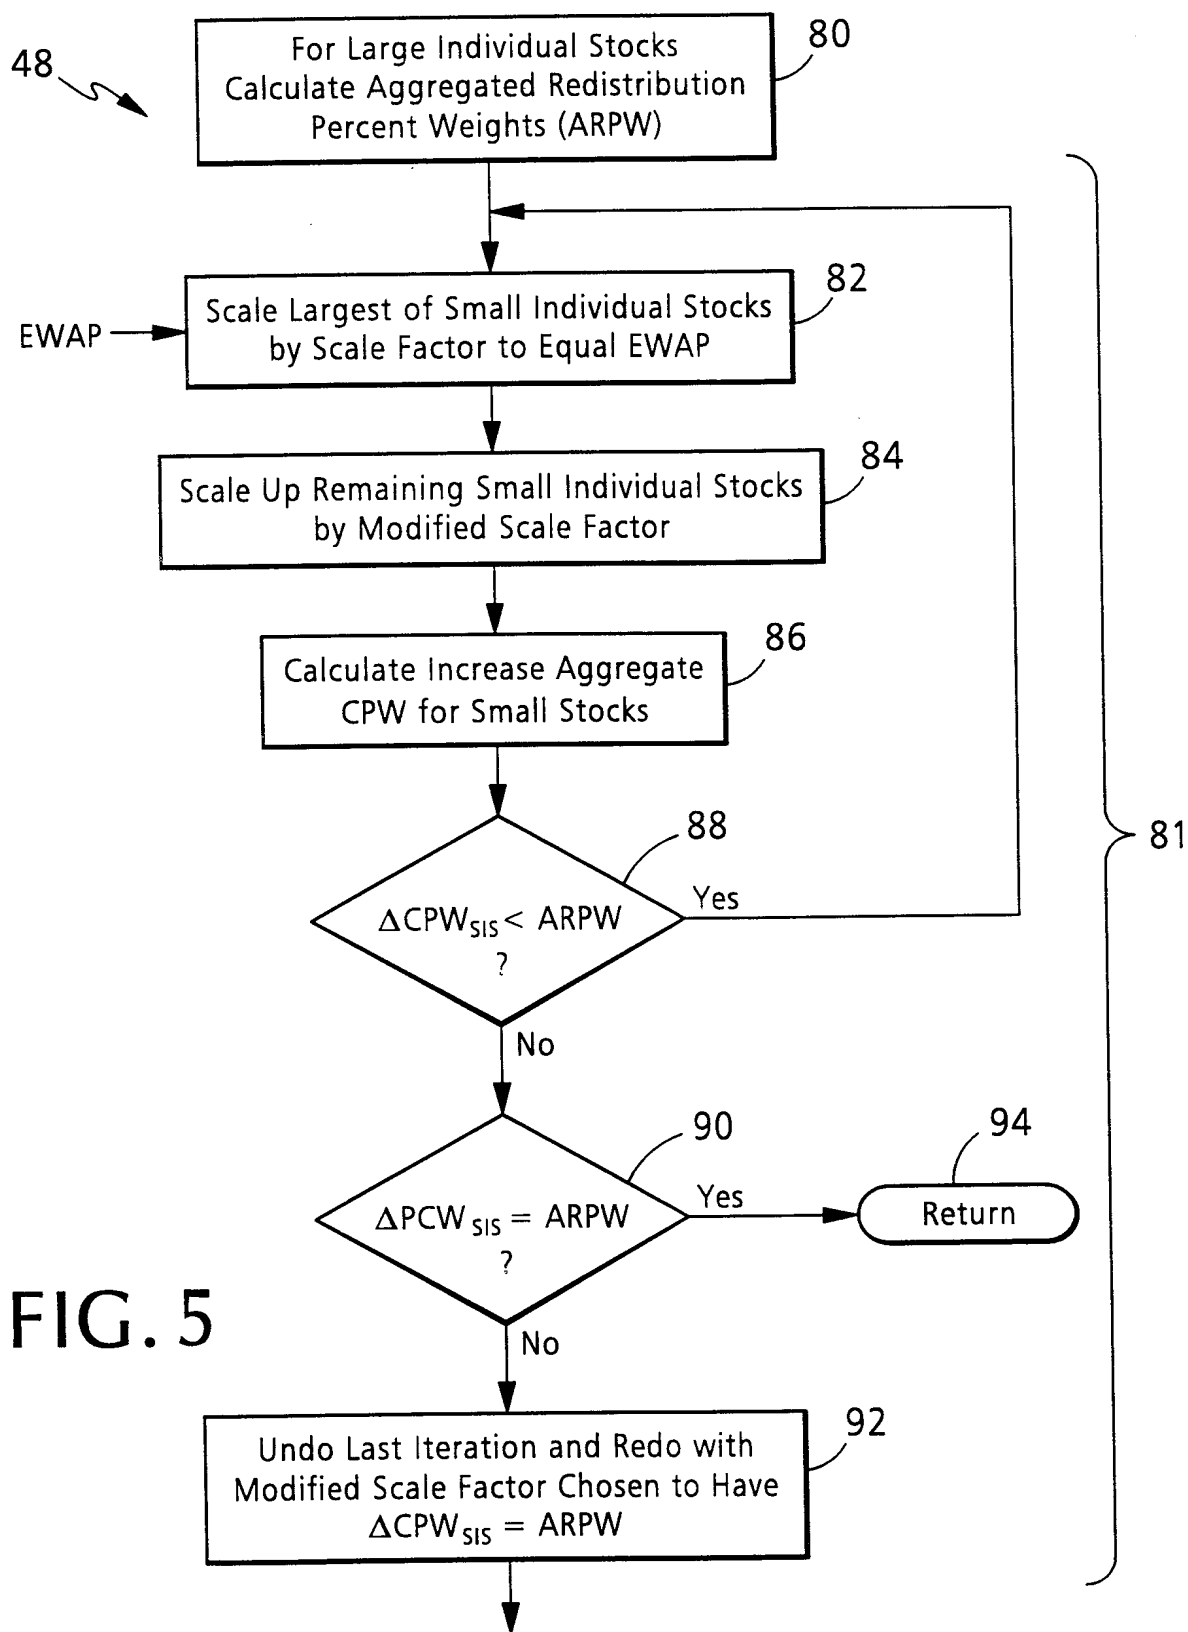 48
For Large Individual Stocks
Calculate Aggregated Redistribution
Percent Weights (ARPW)
80
EWAP
Scale Largest of Small Individual Stocks
by Scale Factor to Equal EWAP
82
Scale Up Remaining Small Individual Stocks
by Modified Scale Factor
84
Calculate Increase Aggregate
CPW for Small Stocks
86
ΔCPW_SIS < ARPW
?
88
Yes
No
81
ΔPCW_SIS = ARPW
?
90
Yes
Return
94
No
FIG. 5
Undo Last Iteration and Redo with
Modified Scale Factor Chosen to Have
ΔCPW_SIS = ARPW
92